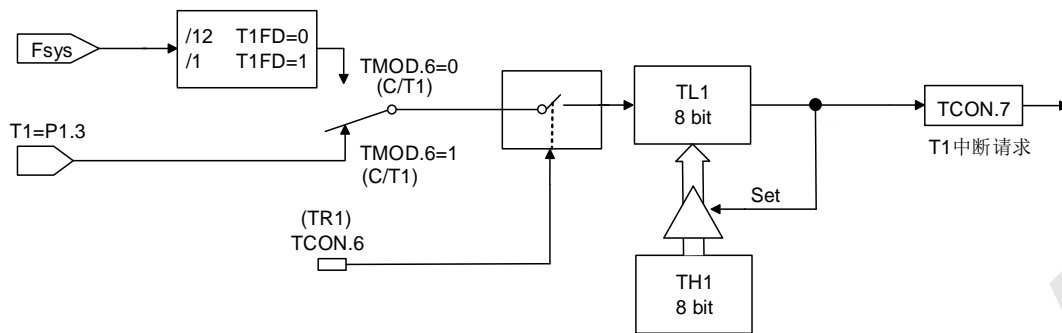 Fsys
/12 T1FD=0
/1 T1FD=1
TMOD.6=0
(C/T1)
T1=P1.3
TMOD.6=1
(C/T1)
(TR1)
TCON.6
TL1
8 bit
TCON.7
T1中断请求
Set
TH1
8 bit